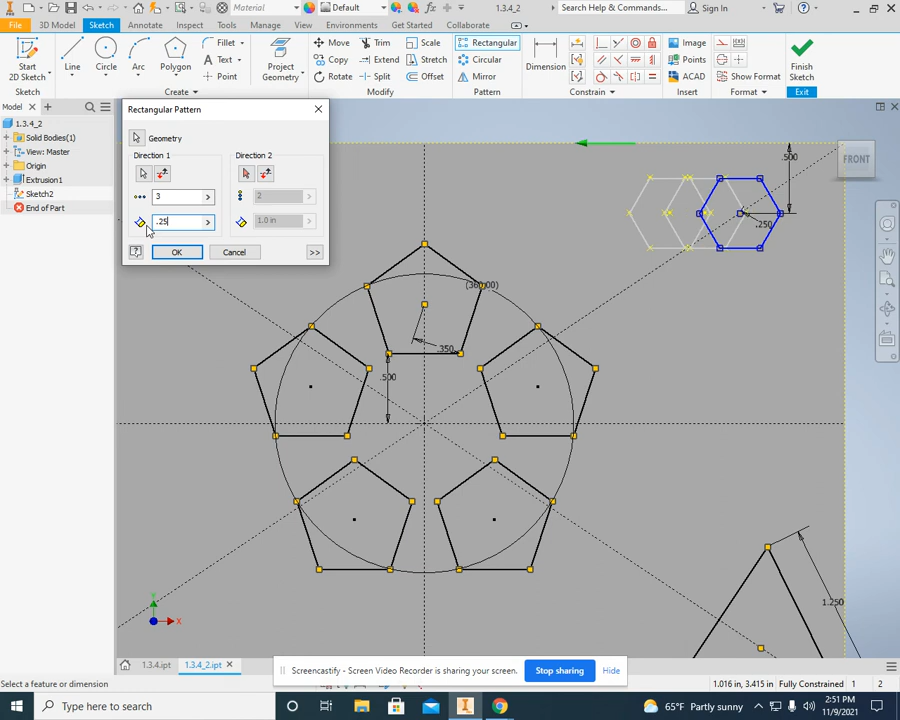 Material
Default
1.3.4_2
Search Help & Commands...
Sign In
File
3D Model
Sketch
Annotate
Inspect
Tools
Manage
View
Environments
Get Started
Collaborate
Start
2D Sketch
Line
Circle
Arc
Polygon
Fillet
Text
Point
Project
Geometry
Move
Copy
Rotate
Trim
Extend
Split
Scale
Stretch
Offset
Rectangular
Circular
Mirror
Dimension
Image
Points
ACAD
Show Format
Finish
Sketch
Sketch
Create
Modify
Pattern
Constrain
Insert
Format
Exit
Model
1.3.4_2
Solid Bodies(1)
View: Master
Origin
Extrusion1
Sketch2
End of Part
Rectangular Pattern
Geometry
Direction 1
Direction 2
3
2
.25
1.0 in
OK
Cancel
>>
FRONT
.500
.250
(360.00)
.350
.500
1.250
Y
X
1.3.4.ipt
1.3.4_2.ipt
Screencastify - Screen Video Recorder is sharing your screen.
Stop sharing
Hide
Select a feature or dimension
1.016 in, 3.415 in
Fully Constrained
1
2
Type here to search
65°F Partly sunny
2:51 PM
11/9/2021